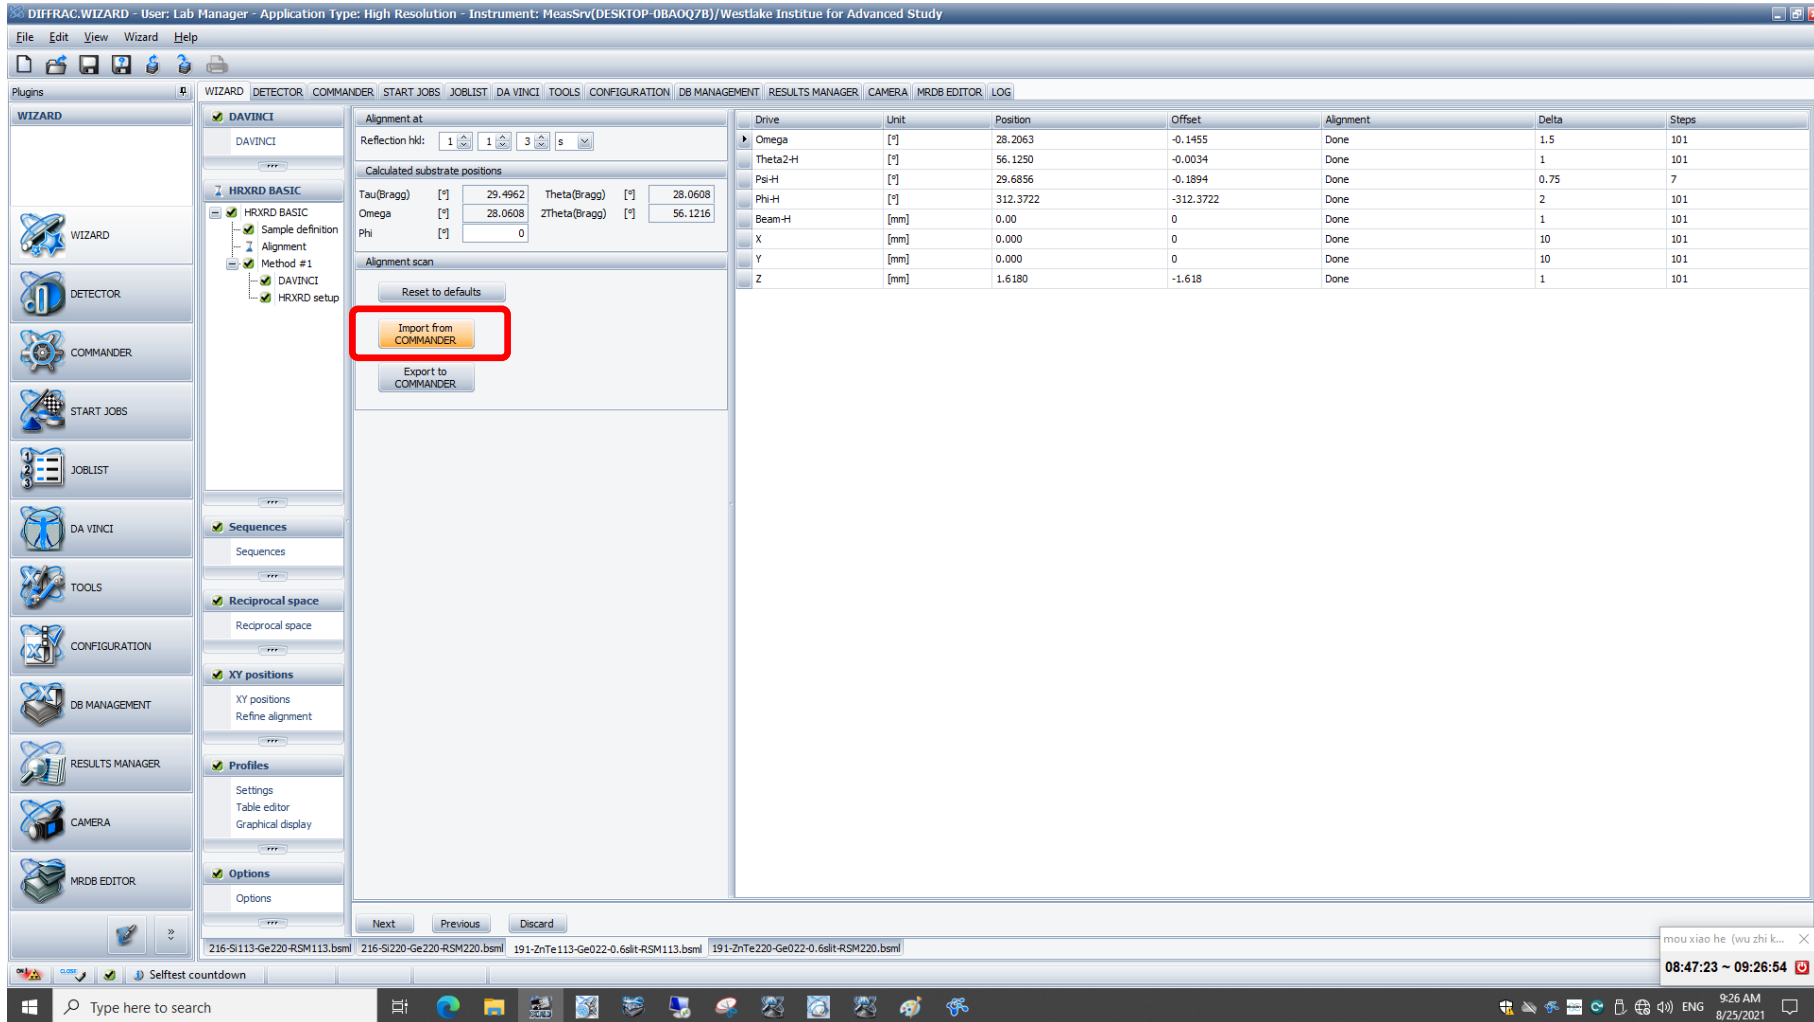 DIFFRAC.WIZARD - User: Lab Manager - Application Type: High Resolution - Instrument: MeasSrv(DESKTOP-0BAOQ7B)/Westlake Institue for Advanced Study
File Edit View Wizard Help
Plugins
WIZARD DETECTOR COMMANDER START JOBS JOBLIST DA VINCI TOOLS CONFIGURATION DB MANAGEMENT RESULTS MANAGER CAMERA MRDB EDITOR LOG
WIZARD
WIZARD
DETECTOR
COMMANDER
START JOBS
JOBLIST
DA VINCI
TOOLS
CONFIGURATION
DB MANAGEMENT
RESULTS MANAGER
CAMERA
MRDB EDITOR
DAVINCI
DAVINCI
HRXRD BASIC
HRXRD BASIC
Sample definition
Alignment
Method #1
DAVINCI
HRXRD setup
Sequences
Sequences
Reciprocal space
Reciprocal space
XY positions
XY positions
Refine alignment
Profiles
Settings
Table editor
Graphical display
Options
Options
Alignment at
Reflection hkl: 1 1 3 s
Calculated substrate positions
Tau(Bragg) [°] 29.4962 Theta(Bragg) [°] 28.0608
Omega [°] 28.0608 2Theta(Bragg) [°] 56.1216
Phi [°] 0
Alignment scan
Reset to defaults
Import from
COMMANDER
Export to
COMMANDER
Drive Unit Position Offset Alignment Delta Steps
Omega [°] 28.2063 -0.1455 Done 1.5 101
Theta2-H [°] 56.1250 -0.0034 Done 1 101
Psi-H [°] 29.6856 -0.1894 Done 0.75 7
Phi-H [°] 312.3722 -312.3722 Done 2 101
Beam-H [mm] 0.00 0 Done 1 101
X [mm] 0.000 0 Done 10 101
Y [mm] 0.000 0 Done 10 101
Z [mm] 1.6180 -1.618 Done 1 101
Next Previous Discard
216-Si113-Ge220-RSM113.bsml 216-Si220-Ge220-RSM220.bsml 191-ZnTe113-Ge022-0.6slit-RSM113.bsml 191-ZnTe220-Ge022-0.6slit-RSM220.bsml
mou xiao he (wu zhi k...
08:47:23 ~ 09:26:54
Selftest countdown
Type here to search
ENG
9:26 AM
8/25/2021